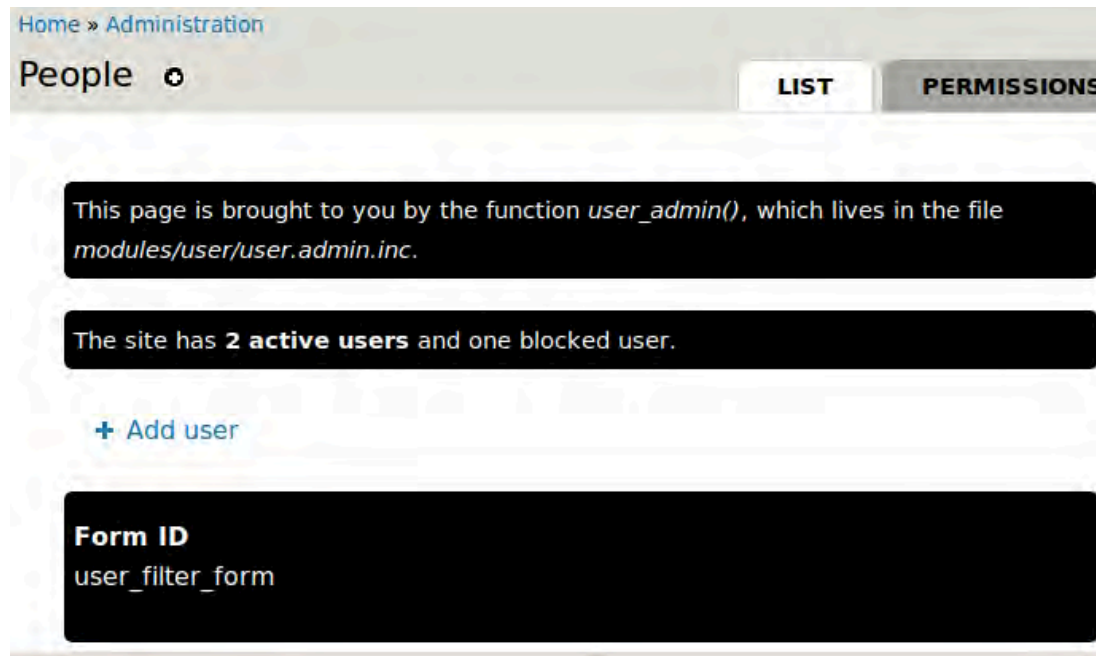 Home » Administration
People
LIST
PERMISSIONS
This page is brought to you by the function user_admin(), which lives in the file
modules/user/user.admin.inc.
The site has 2 active users and one blocked user.
+ Add user
Form ID
user_filter_form